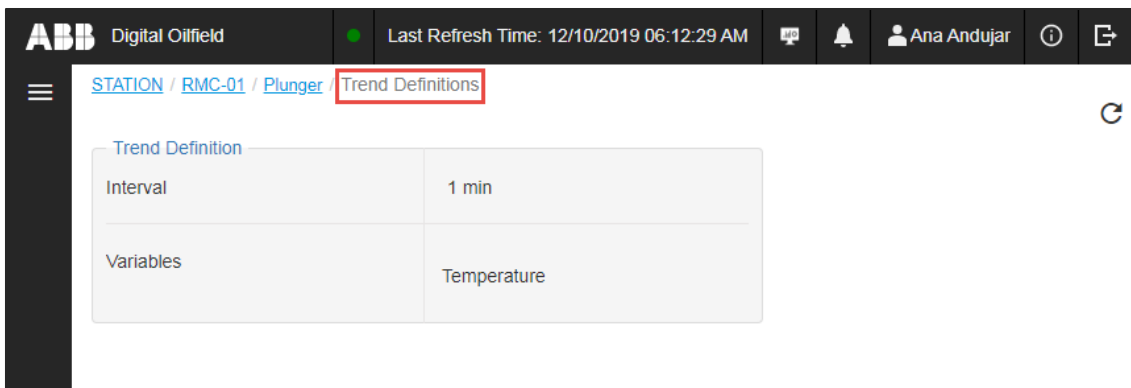 ABB Digital Oilfield Last Refresh Time: 12/10/2019 06:12:29 AM Ana Andujar
STATION / RMC-01 / Plunger / Trend Definitions
Trend Definition
Interval 1 min
Variables
Temperature